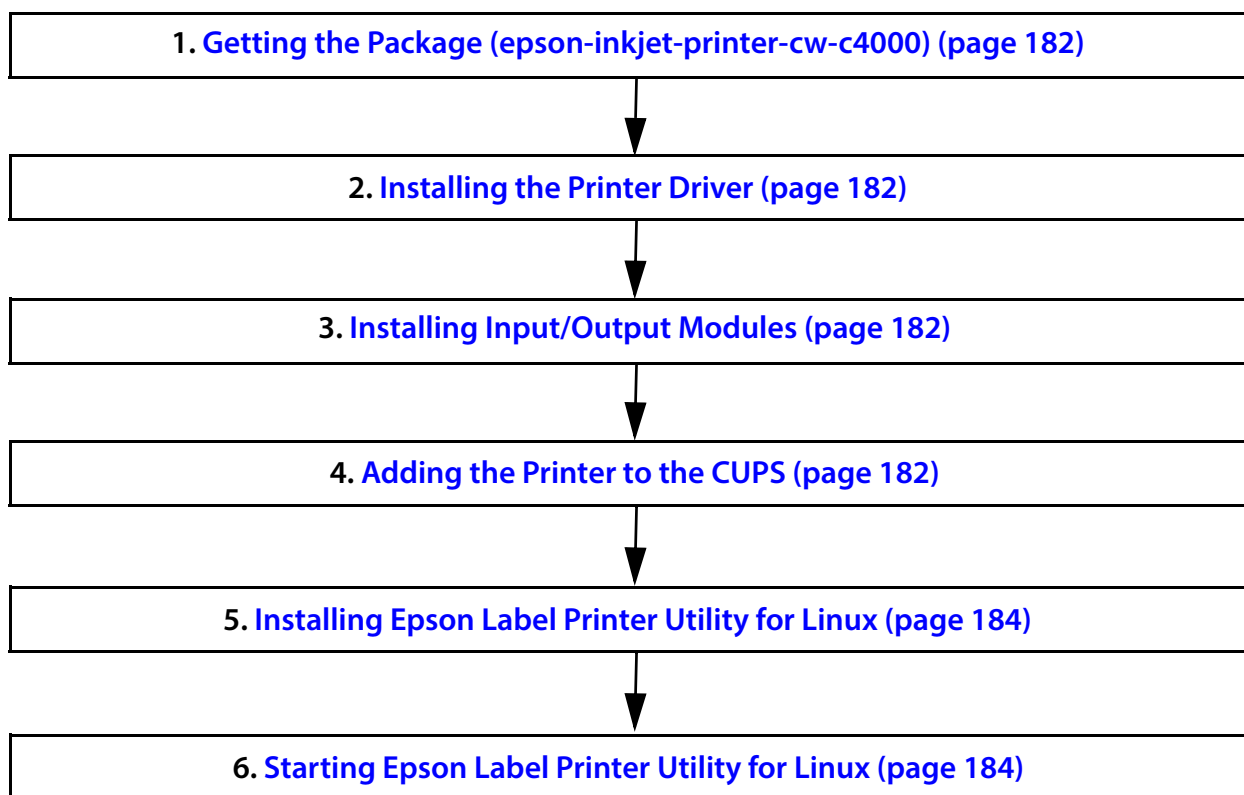 1. Getting the Package (epson-inkjet-printer-cw-c4000) (page 182)
2. Installing the Printer Driver (page 182)
3. Installing Input/Output Modules (page 182)
4. Adding the Printer to the CUPS (page 182)
5. Installing Epson Label Printer Utility for Linux (page 184)
6. Starting Epson Label Printer Utility for Linux (page 184)